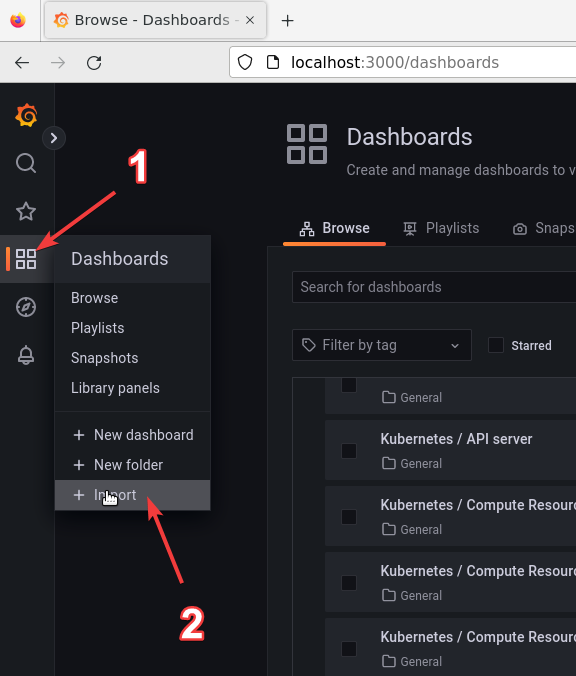 Browse - Dashboards -
localhost:3000/dashboards
1
Dashboards
Create and manage dashboards to v
Browse
Playlists
Snaps
Dashboards
Browse
Playlists
Snapshots
Library panels
New dashboard
New folder
Import
2
Search for dashboards
Filter by tag
Starred
General
Kubernetes / API server
General
Kubernetes / Compute Resour
General
Kubernetes / Compute Resour
General
Kubernetes / Compute Resour
General